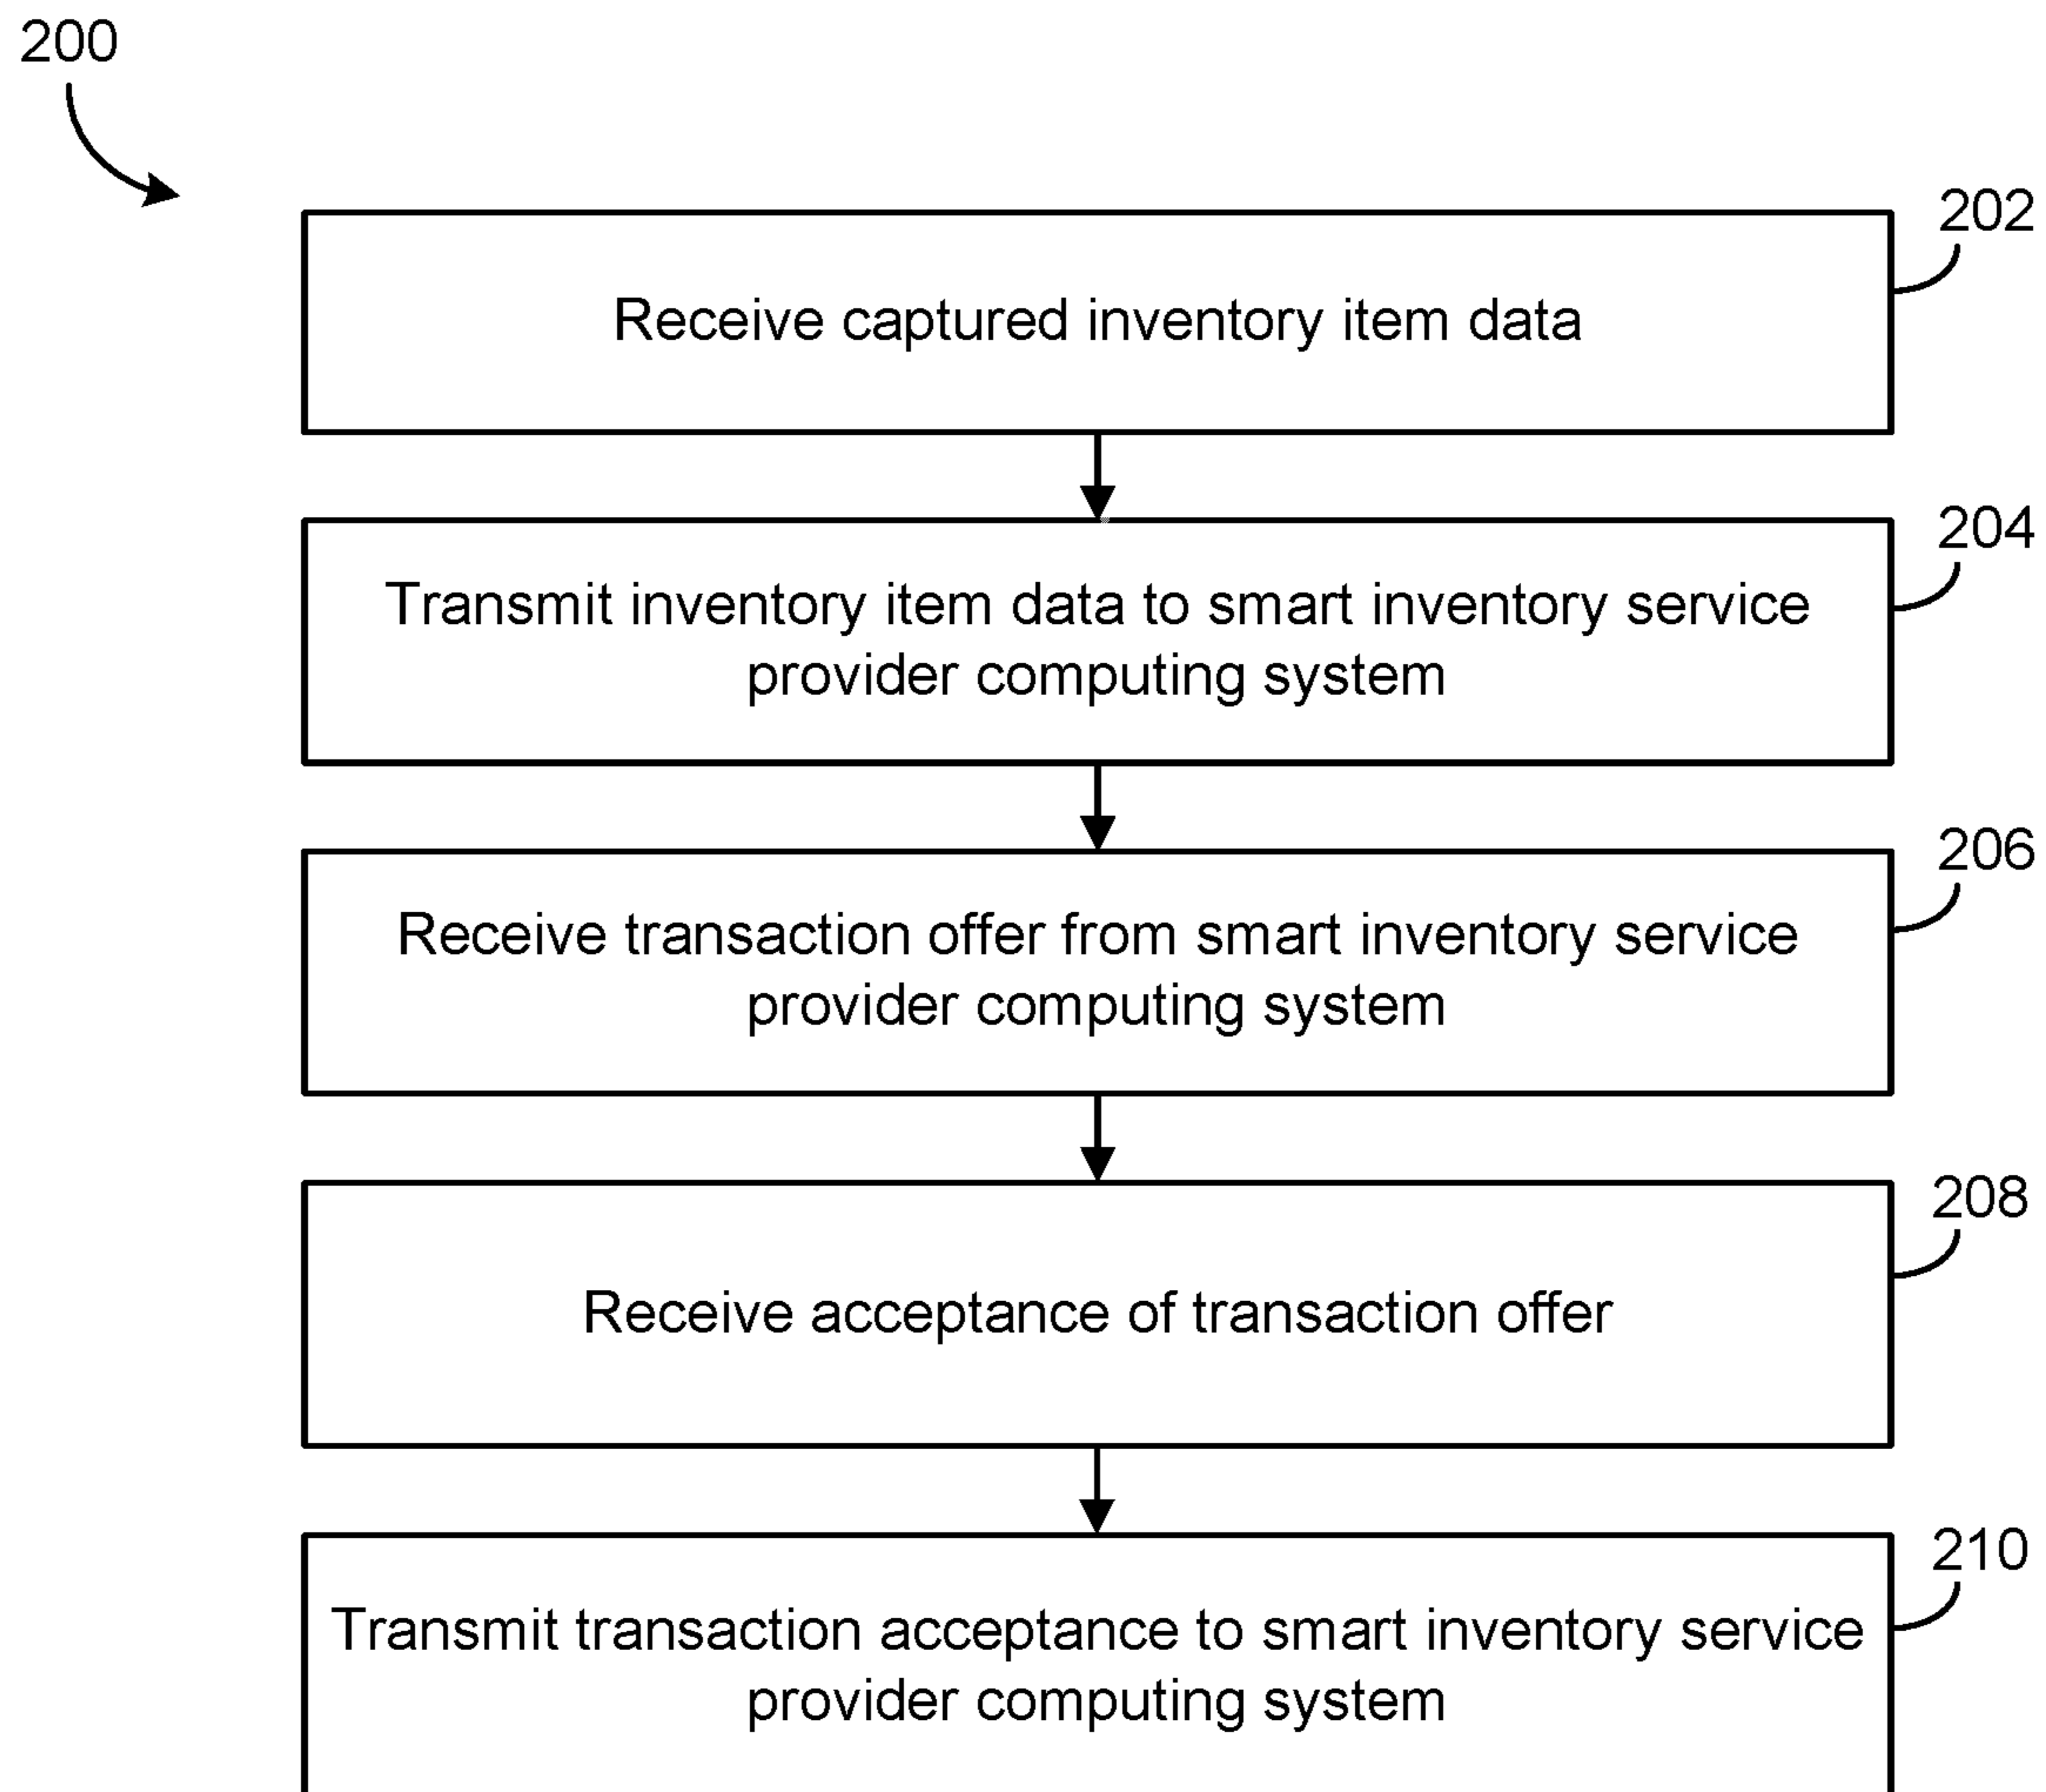 200
202
Receive captured inventory item data
204
Transmit inventory item data to smart inventory service
provider computing system
206
Receive transaction offer from smart inventory service
provider computing system
208
Receive acceptance of transaction offer
210
Transmit transaction acceptance to smart inventory service
provider computing system